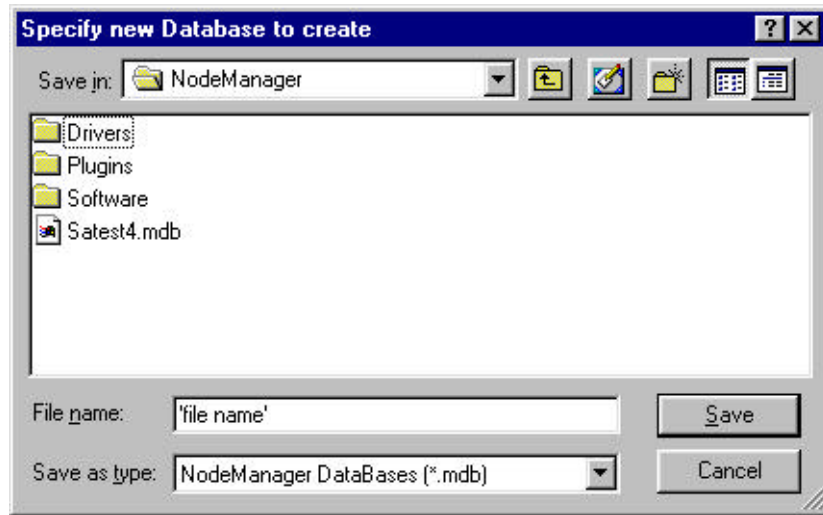 Specify new Database to create
Save in: NodeManager
Drivers
Plugins
Software
Satest4.mdb
File name: 'file name' Save
Save as type: NodeManager DataBases (*.mdb) Cancel